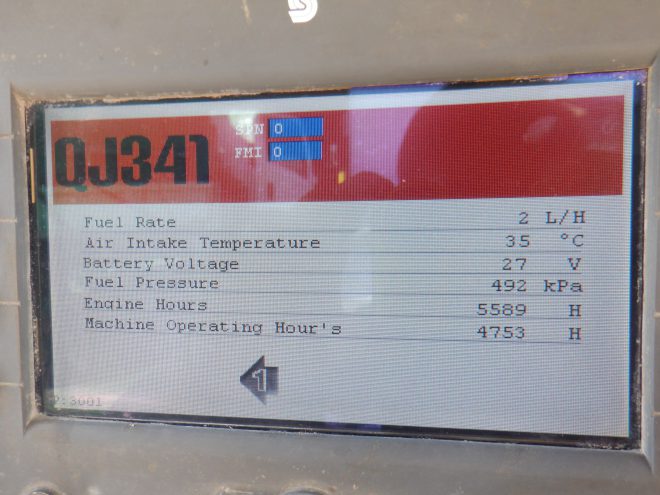 QJ341
SPN 0
FMI 0
Fuel Rate 2 L/H
Air Intake Temperature 35 °C
Battery Voltage 27 V
Fuel Pressure 492 kPa
Engine Hours 5589 H
Machine Operating Hour's 4753 H
1